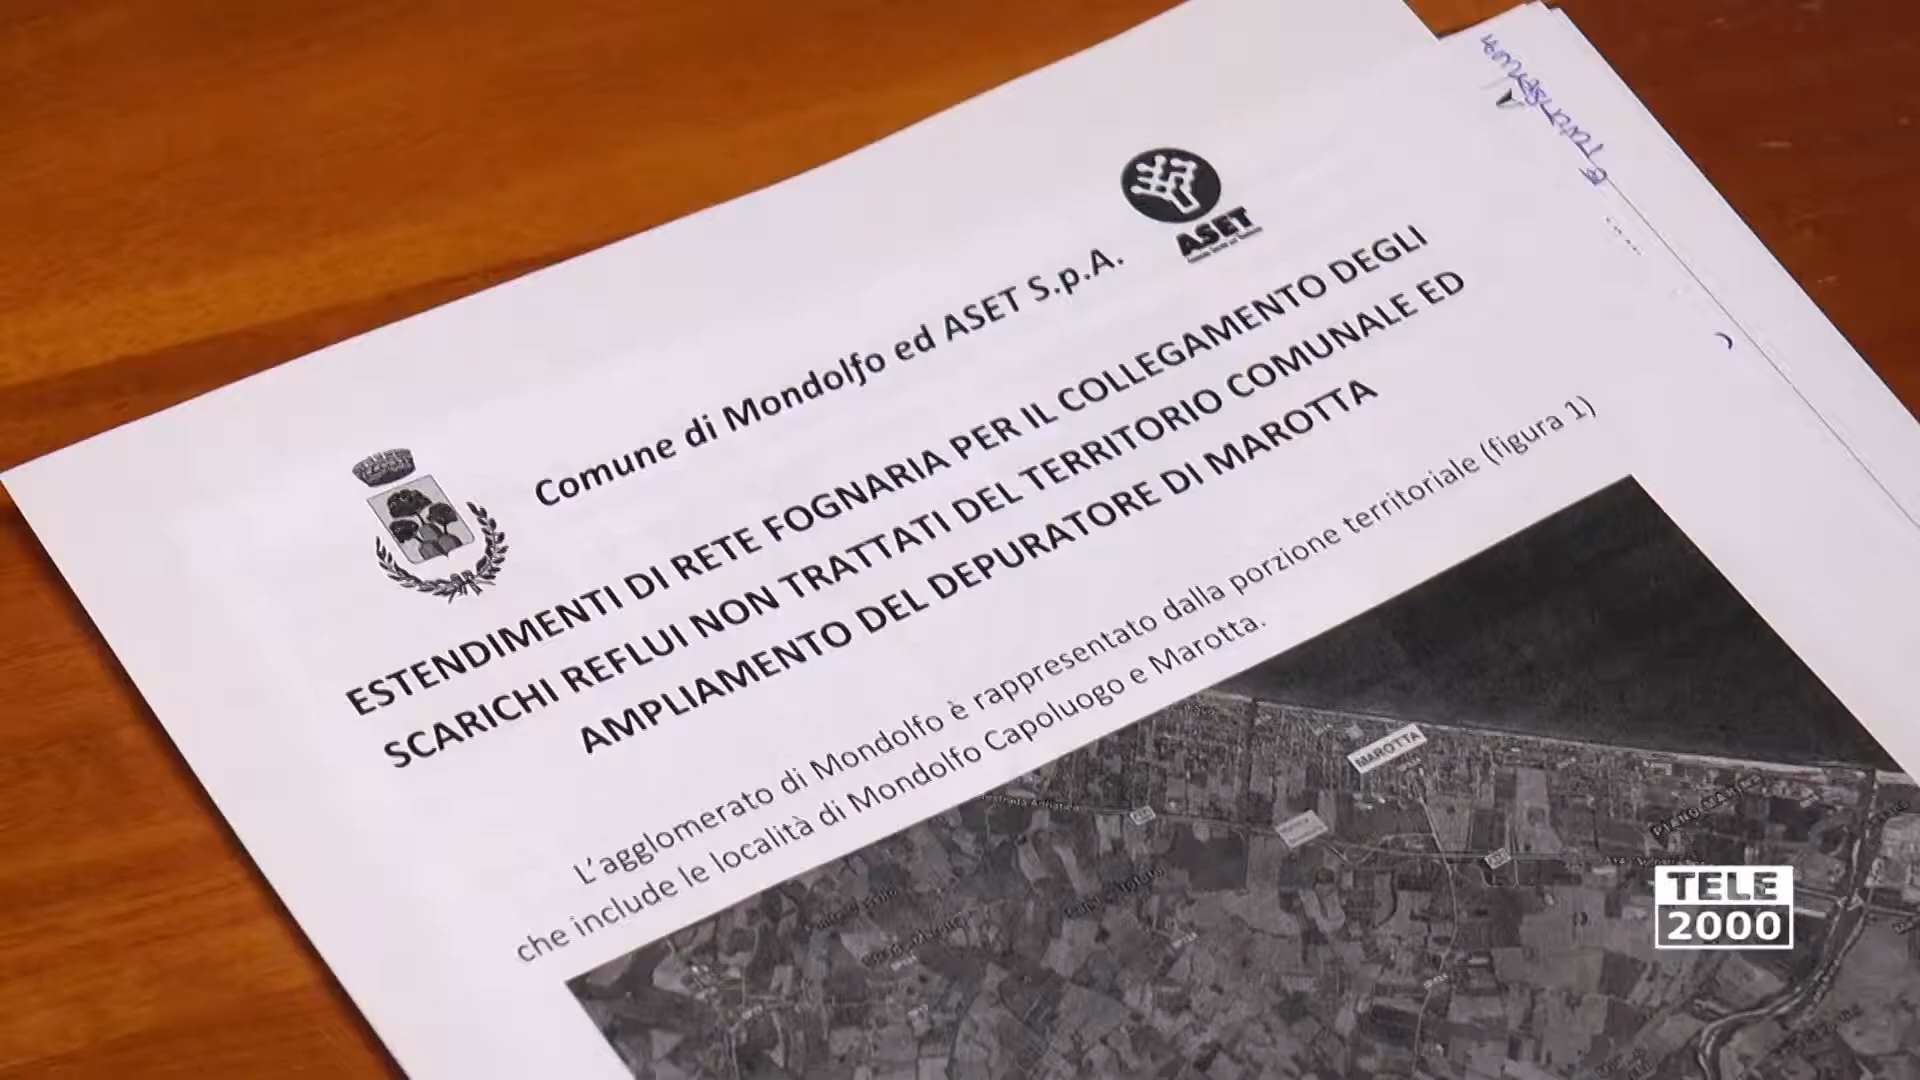 ASET
Comune di Mondolfo ed ASET S.p.A.
ESTENDIMENTI DI RETE FOGNARIA PER IL COLLEGAMENTO DEGLI
SCARICHI REFLUI NON TRATTATI DEL TERRITORIO COMUNALE ED
AMPLIAMENTO DEL DEPURATORE DI MAROTTA
L'agglomerato di Mondolfo è rappresentato dalla porzione territoriale (figura 1)
che include le località di Mondolfo Capoluogo e Marotta.
MAROTTA
TELE
2000